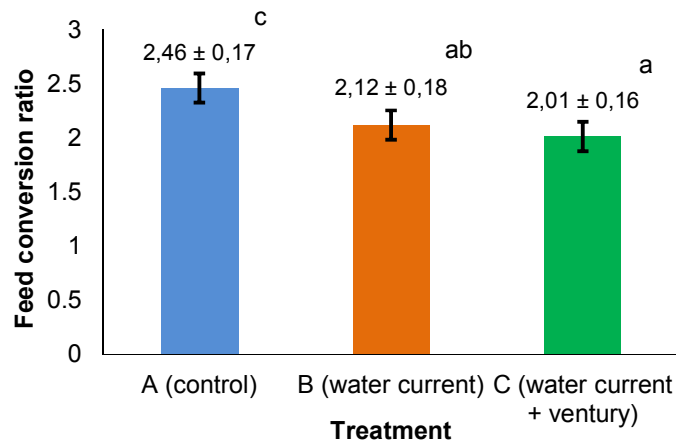 Feed conversion ratio
3
2.5
2
1.5
1
0.5
0
c
2,46 ± 0,17
ab
2,12 ± 0,18
a
2,01 ± 0,16
A (control)
B (water current)
C (water current
+ ventury)
Treatment